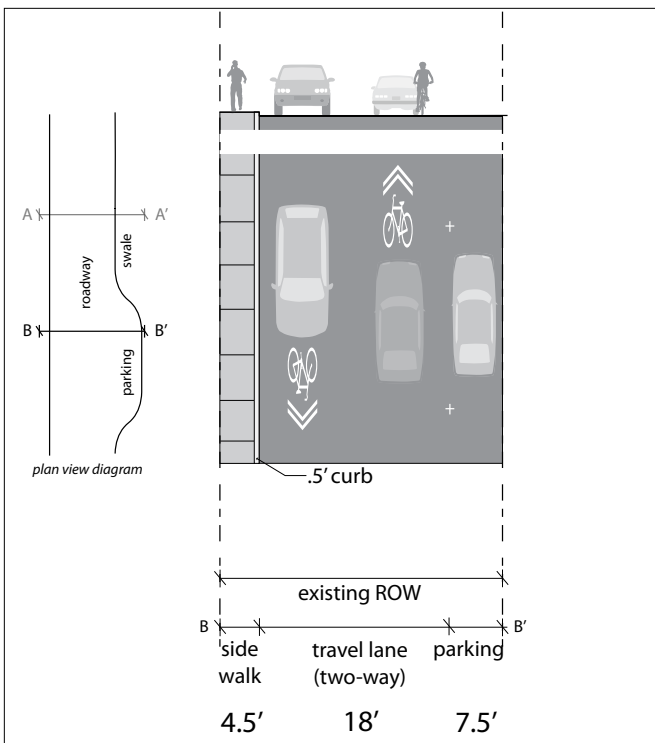 A
A'
swale
roadway
B
B'
parking
plan view diagram
.5' curb
existing ROW
B
B'
side
walk
travel lane
(two-way)
parking
4.5'
18'
7.5'